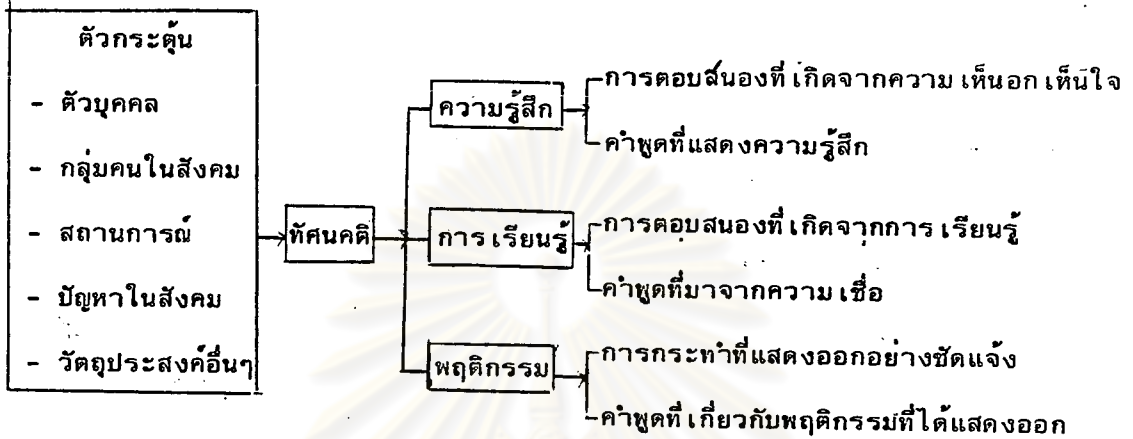 ตัวกระตุ้น
- ตัวบุคคล
- กลุ่มคนในสังคม
- สถานการณ์
- ปัญหาในสังคม
- วัตถุประสงค์อื่นๆ
ทัศนคติ
ความรู้สึก
การตอบสนองที่เกิดจากความเห็นอกเห็นใจ
คำพูดที่แสดงความรู้สึก
การเรียนรู้
การตอบสนองที่เกิดจากการเรียนรู้
คำพูดที่มาจากความเชื่อ
พฤติกรรม
การกระทำที่แสดงออกอย่างชัดแจ้ง
คำพูดที่เกี่ยวกับพฤติกรรมที่ได้แสดงออก